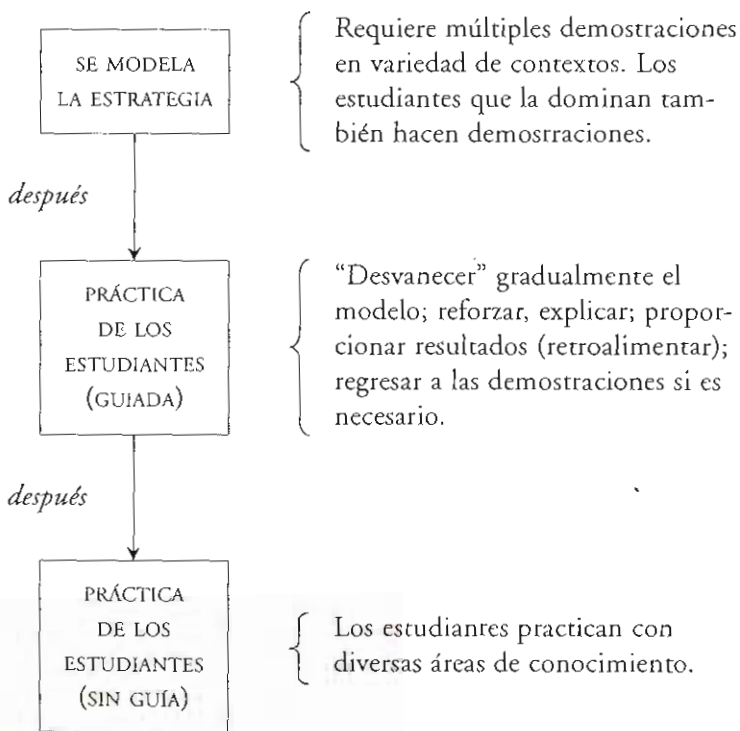 SE MODELA
LA ESTRATEGIA
Requiere múltiples demostraciones
en variedad de contextos. Los
estudiantes que la dominan tam-
bién hacen demostraciones.
después
PRÁCTICA
DE LOS
ESTUDIANTES
(GUIADA)
“Desvanecer” gradualmente el
modelo; reforzar, explicar; propor-
cionar resultados (retroalimentar);
regresar a las demostraciones si es
necesario.
después
PRÁCTICA
DE LOS
ESTUDIANTES
(SIN GUÍA)
Los estudiantes practican con
diversas áreas de conocimiento.